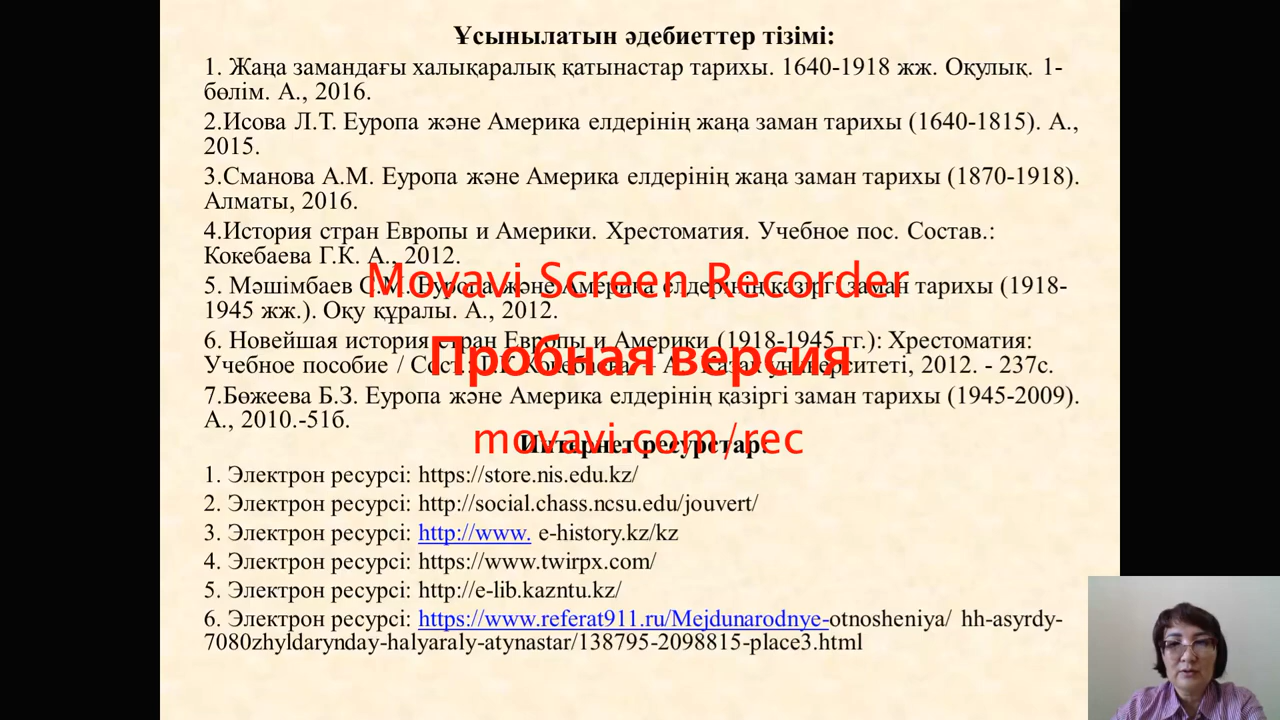 Ұсынылатын әдебиеттер тізімі:
1. Жаңа замандағы халықаралық қатынастар тарихы. 1640-1918 жж. Оқулық. 1-
бөлім. А., 2016.
2.Исова Л.Т. Еуропа және Америка елдерінің жаңа заман тарихы (1640-1815). А.,
2015.
3.Сманова А.М. Еуропа және Америка елдерінің жаңа заман тарихы (1870-1918).
Алматы, 2016.
4.История стран Европы и Америки. Хрестоматия. Учебное пос. Состав.:
Кокебаева Г.К. А., 2012.
Movavi Screen Recorder
5. Мәшімбаев С.М. Еуропа және Америка елдерінің қазіргі заман тарихы (1918-
1945 жж.). Оқу құралы. А., 2012.
6. Новейшая история стран Европы и Америки (1918-1945 гг.): Хрестоматия:
Пробная версия
Учебное пособие / Сост.: Г.К. Кокебаева. – А.: Қазақ университеті, 2012. - 237с.
7.Бөжеева Б.З. Еуропа және Америка елдерінің қазіргі заман тарихы (1945-2009).
А., 2010.-51б.
movavi.com/rec
Интернет ресурстар:
1. Электрон ресурсі: https://store.nis.edu.kz/
2. Электрон ресурсі: http://social.chass.ncsu.edu/jouvert/
3. Электрон ресурсі: http://www. e-history.kz/kz
4. Электрон ресурсі: https://www.twirpx.com/
5. Электрон ресурсі: http://e-lib.kazntu.kz/
6. Электрон ресурсі: https://www.referat911.ru/Mejdunarodnye-otnosheniya/ hh-asyrdy-
7080zhyldarynday-halyaraly-atynastar/138795-2098815-place3.html